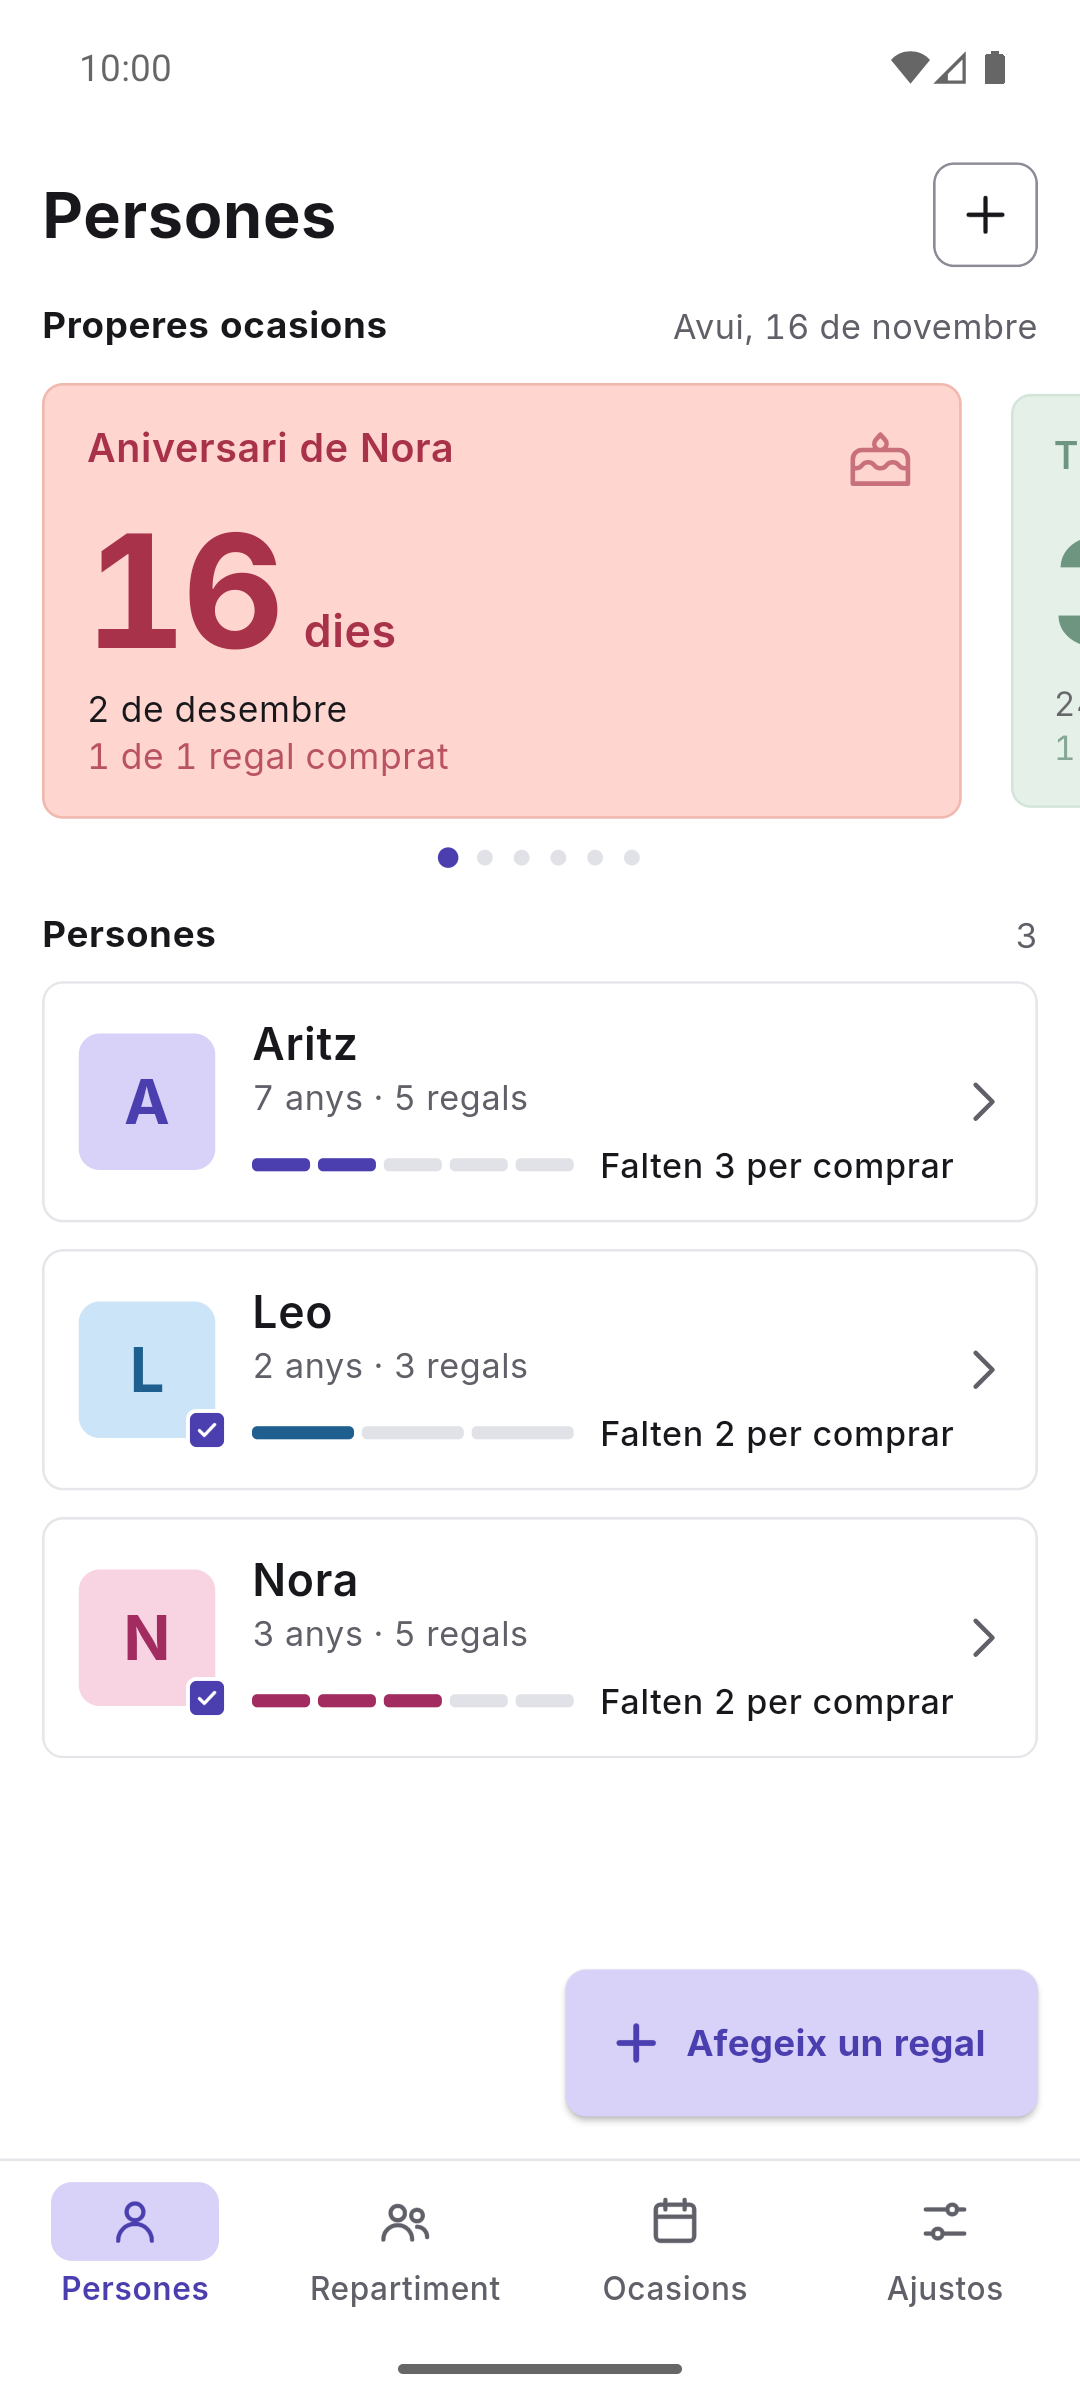 10:00
Persones
Properes ocasions
Avui, 16 de novembre
Aniversari de Nora
16 dies
2 de desembre
1 de 1 regal comprat
1
Persones
3
A
Aritz
7 anys · 5 regals
Falten 3 per comprar
L
Leo
2 anys · 3 regals
Falten 2 per comprar
N
Nora
3 anys · 5 regals
Falten 2 per comprar
Afegeix un regal
Persones
Repartiment
Ocasions
Ajustos